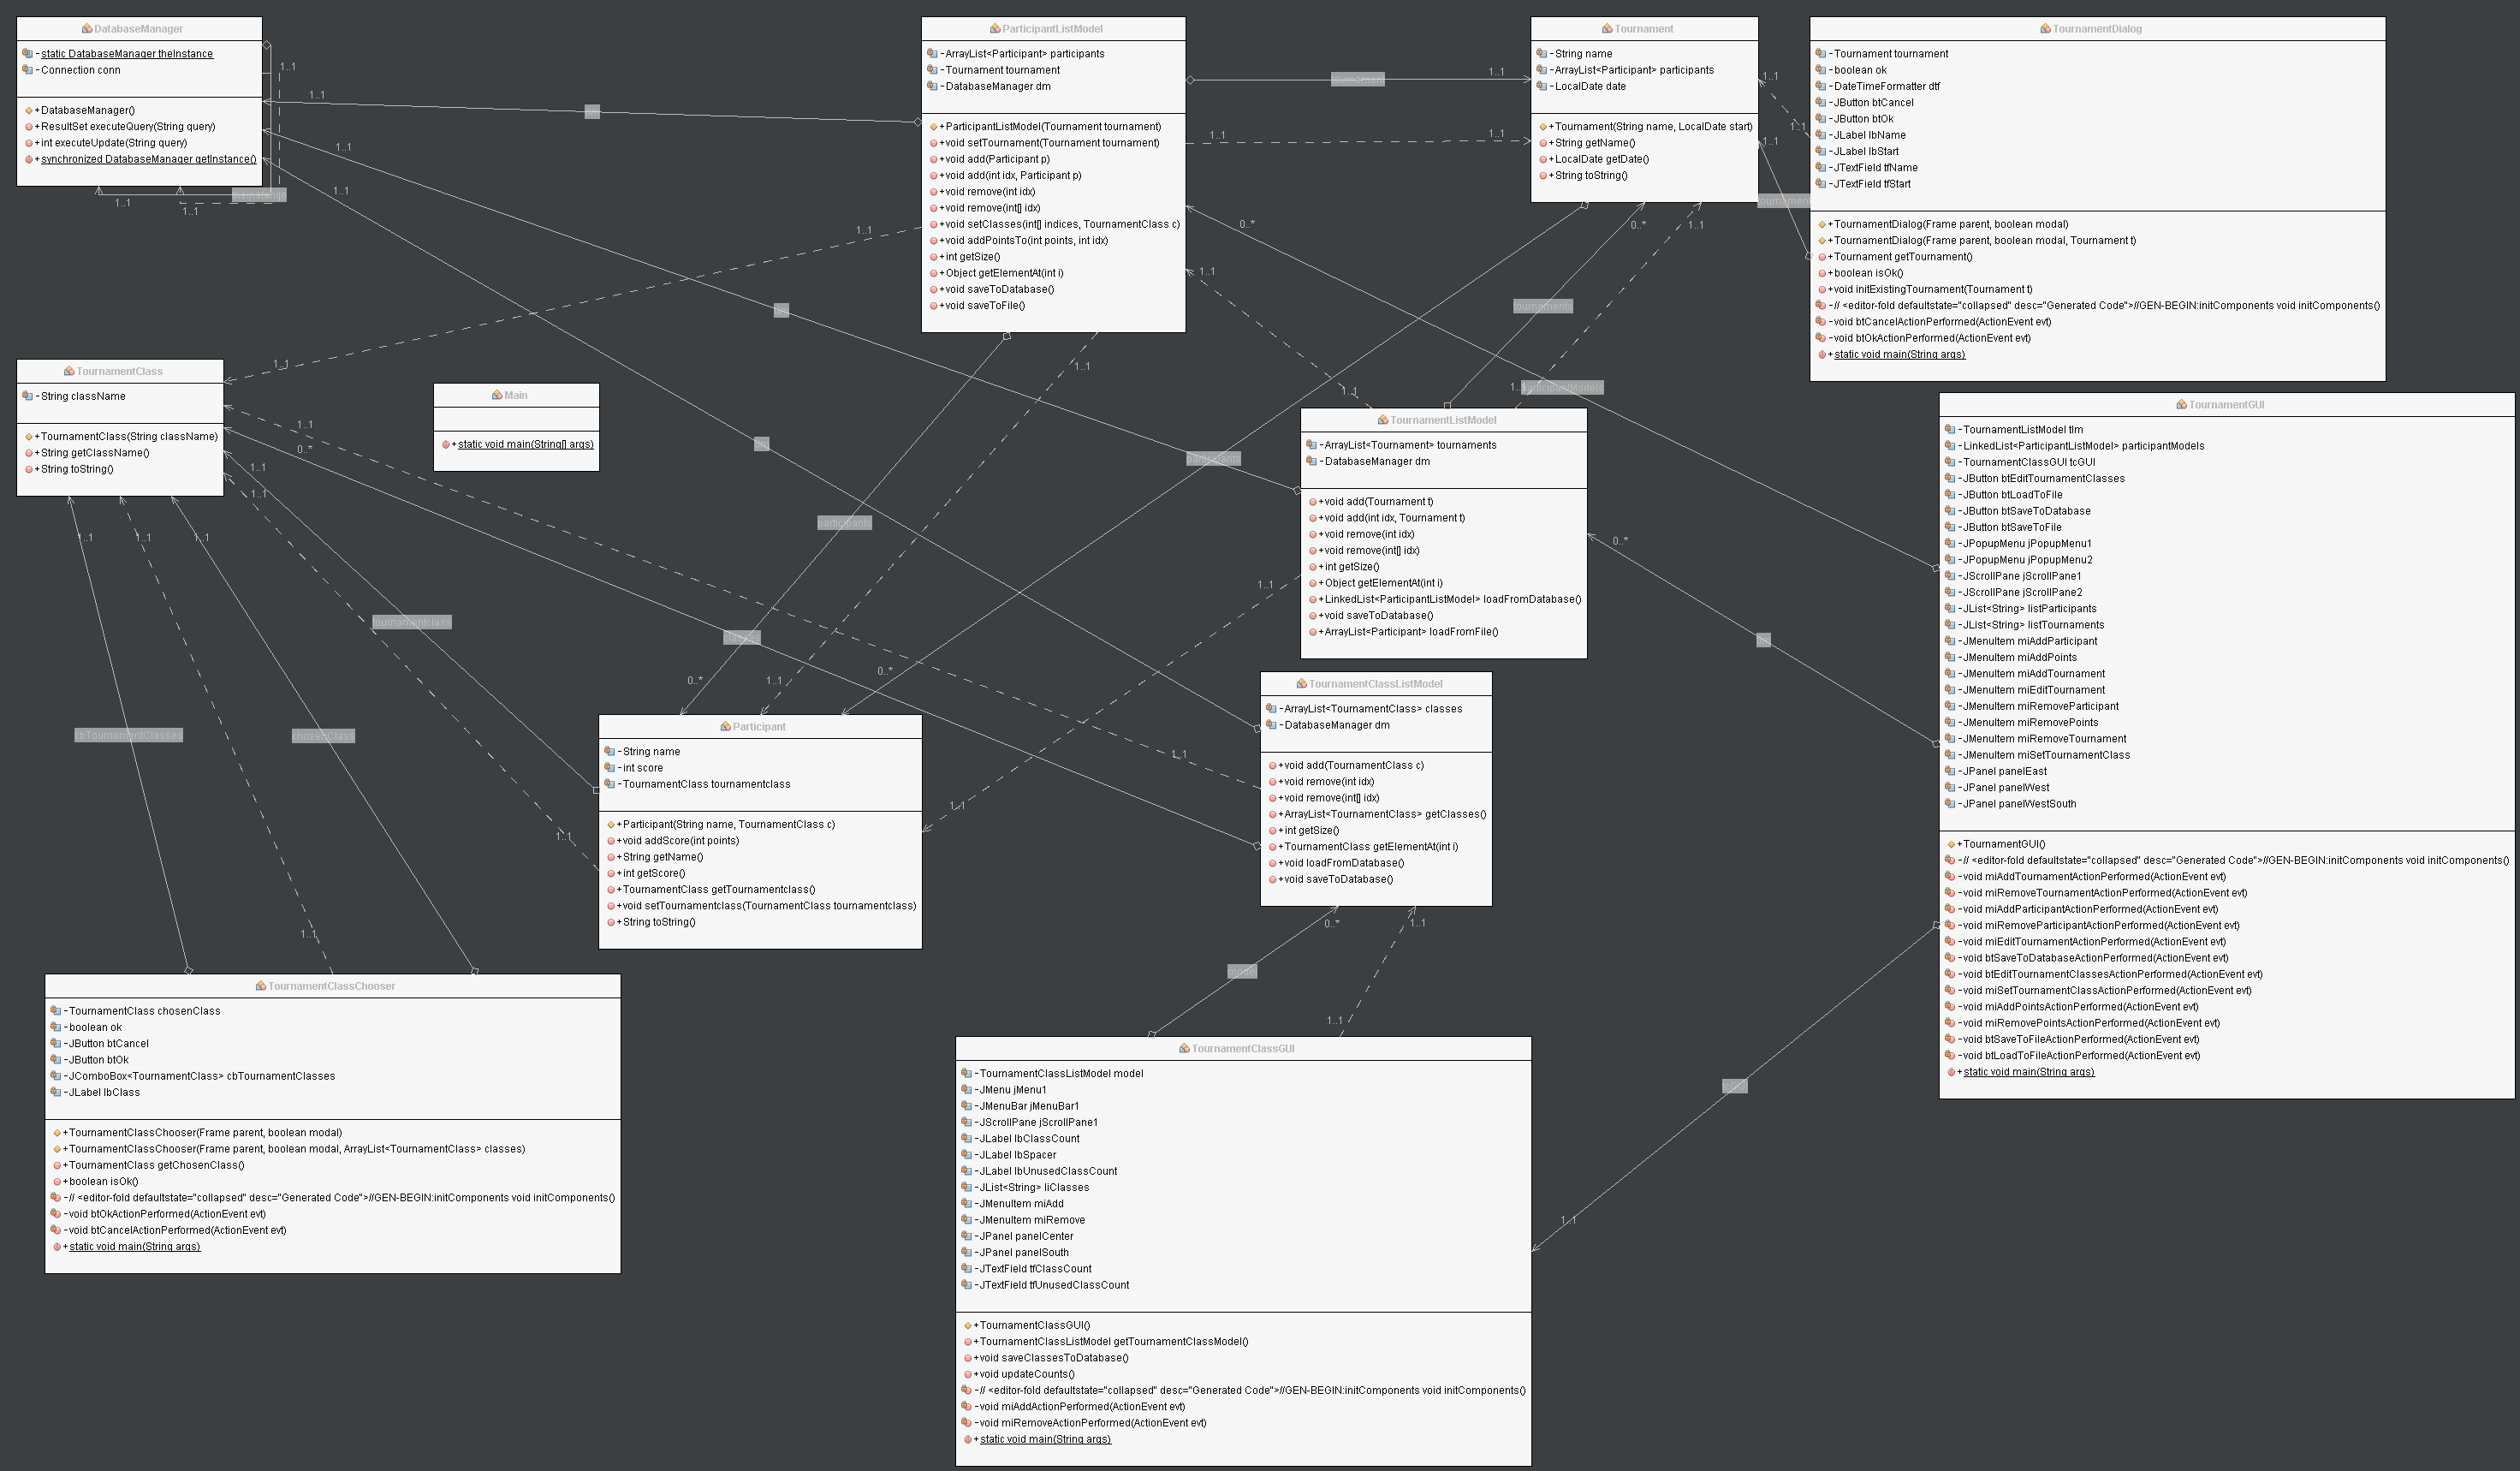 DatabaseManager
- static DatabaseManager theInstance
- Connection conn
+ DatabaseManager()
+ ResultSet executeQuery(String query)
+ int executeUpdate(String query)
+ synchronized DatabaseManager getInstance()
1..1
1..1
1..1
theInstance
1..1
1..1
1..1
dm
ParticipantListModel
- ArrayList<Participant> participants
- Tournament tournament
- DatabaseManager dm
+ ParticipantListModel(Tournament tournament)
+ void setTournament(Tournament tournament)
+ void add(Participant p)
+ void add(int idx, Participant p)
+ void remove(int idx)
+ void remove(int[] idx)
+ void setClasses(int[] indices, TournamentClass c)
+ void addPointsTo(int points, int idx)
+ int getSize()
+ Object getElementAt(int i)
+ void saveToDatabase()
+ void saveToFile()
tournament
1..1
1..1
1..1
Tournament
- String name
- ArrayList<Participant> participants
- LocalDate date
+ Tournament(String name, LocalDate start)
+ String getName()
+ LocalDate getDate()
+ String toString()
1..1
1..1
1..1
tournament
TournamentDialog
- Tournament tournament
- boolean ok
- DateTimeFormatter dtf
- JButton btCancel
- JButton btOk
- JLabel lbName
- JLabel lbStart
- JTextField tfName
- JTextField tfStart
+ TournamentDialog(Frame parent, boolean modal)
+ TournamentDialog(Frame parent, boolean modal, Tournament t)
+ Tournament getTournament()
+ boolean isOk()
+ void initExistingTournament(Tournament t)
- // <editor-fold defaultstate="collapsed" desc="Generated Code">//GEN-BEGIN:initComponents void initComponents()
- void btCancelActionPerformed(ActionEvent evt)
- void btOkActionPerformed(ActionEvent evt)
+ static void main(String args)
1..1
0..*
0..*
1..1
1..1
tournaments
1..1
1..1
participantModels
1..1
1..1
TournamentClass
- String className
+ TournamentClass(String className)
+ String getClassName()
+ String toString()
1..1
0..*
1..1
1..1
1..1
1..1
1..1
Main
+ static void main(String[] args)
dm
participants
participants
TournamentListModel
- ArrayList<Tournament> tournaments
- DatabaseManager dm
+ void add(Tournament t)
+ void add(int idx, Tournament t)
+ void remove(int idx)
+ void remove(int[] idx)
+ int getSize()
+ Object getElementAt(int i)
+ LinkedList<ParticipantListModel> loadFromDatabase()
+ void saveToDatabase()
+ ArrayList<Participant> loadFromFile()
0..*
1..1
TournamentGUI
- TournamentListModel tlm
- LinkedList<ParticipantListModel> participantModels
- TournamentClassGUI tcGUI
- JButton btEditTournamentClasses
- JButton btLoadToFile
- JButton btSaveToDatabase
- JButton btSaveToFile
- JPopupMenu jPopupMenu1
- JPopupMenu jPopupMenu2
- JScrollPane jScrollPane1
- JScrollPane jScrollPane2
- JList<String> listParticipants
- JList<String> listTournaments
- JMenuItem miAddParticipant
- JMenuItem miAddPoints
- JMenuItem miAddTournament
- JMenuItem miEditTournament
- JMenuItem miRemoveParticipant
- JMenuItem miRemovePoints
- JMenuItem miRemoveTournament
- JMenuItem miSetTournamentClass
- JPanel panelEast
- JPanel panelWest
- JPanel panelWestSouth
+ TournamentGUI()
- // <editor-fold defaultstate="collapsed" desc="Generated Code">//GEN-BEGIN:initComponents void initComponents()
- void miAddTournamentActionPerformed(ActionEvent evt)
- void miRemoveTournamentActionPerformed(ActionEvent evt)
- void miAddParticipantActionPerformed(ActionEvent evt)
- void miRemoveParticipantActionPerformed(ActionEvent evt)
- void miEditTournamentActionPerformed(ActionEvent evt)
- void btSaveToDatabaseActionPerformed(ActionEvent evt)
- void btEditTournamentClassesActionPerformed(ActionEvent evt)
- void miSetTournamentClassActionPerformed(ActionEvent evt)
- void miAddPointsActionPerformed(ActionEvent evt)
- void miRemovePointsActionPerformed(ActionEvent evt)
- void btSaveToFileActionPerformed(ActionEvent evt)
- void btLoadToFileActionPerformed(ActionEvent evt)
+ static void main(String args)
tournamentclass
classes
cbTournamentClasses
chosenClass
0..*
1..1
0..*
1..1
1..1
1..1
Participant
- String name
- int score
- TournamentClass tournamentclass
+ Participant(String name, TournamentClass c)
+ void addScore(int points)
+ String getName()
+ int getScore()
+ TournamentClass getTournamentclass()
+ void setTournamentclass(TournamentClass tournamentclass)
+ String toString()
TournamentClassListModel
- ArrayList<TournamentClass> classes
- DatabaseManager dm
+ void add(TournamentClass c)
+ void remove(int idx)
+ void remove(int[] idx)
+ ArrayList<TournamentClass> getClasses()
+ int getSize()
+ TournamentClass getElementAt(int i)
+ void loadFromDatabase()
+ void saveToDatabase()
0..*
1..1
model
1..1
1..1
TournamentClassChooser
- TournamentClass chosenClass
- boolean ok
- JButton btCancel
- JButton btOk
- JComboBox<TournamentClass> cbTournamentClasses
- JLabel lbClass
+ TournamentClassChooser(Frame parent, boolean modal)
+ TournamentClassChooser(Frame parent, boolean modal, ArrayList<TournamentClass> classes)
+ TournamentClass getChosenClass()
+ boolean isOk()
- // <editor-fold defaultstate="collapsed" desc="Generated Code">//GEN-BEGIN:initComponents void initComponents()
- void btOkActionPerformed(ActionEvent evt)
- void btCancelActionPerformed(ActionEvent evt)
+ static void main(String args)
TournamentClassGUI
- TournamentClassListModel model
- JMenu jMenu1
- JMenuBar jMenuBar1
- JScrollPane jScrollPane1
- JLabel lbClassCount
- JLabel lbSpacer
- JLabel lbUnusedClassCount
- JList<String> liClasses
- JMenuItem miAdd
- JMenuItem miRemove
- JPanel panelCenter
- JPanel panelSouth
- JTextField tfClassCount
- JTextField tfUnusedClassCount
+ TournamentClassGUI()
+ TournamentClassListModel getTournamentClassModel()
+ void saveClassesToDatabase()
+ void updateCounts()
- // <editor-fold defaultstate="collapsed" desc="Generated Code">//GEN-BEGIN:initComponents void initComponents()
- void miAddActionPerformed(ActionEvent evt)
- void miRemoveActionPerformed(ActionEvent evt)
+ static void main(String args)
tcGUI
1..1